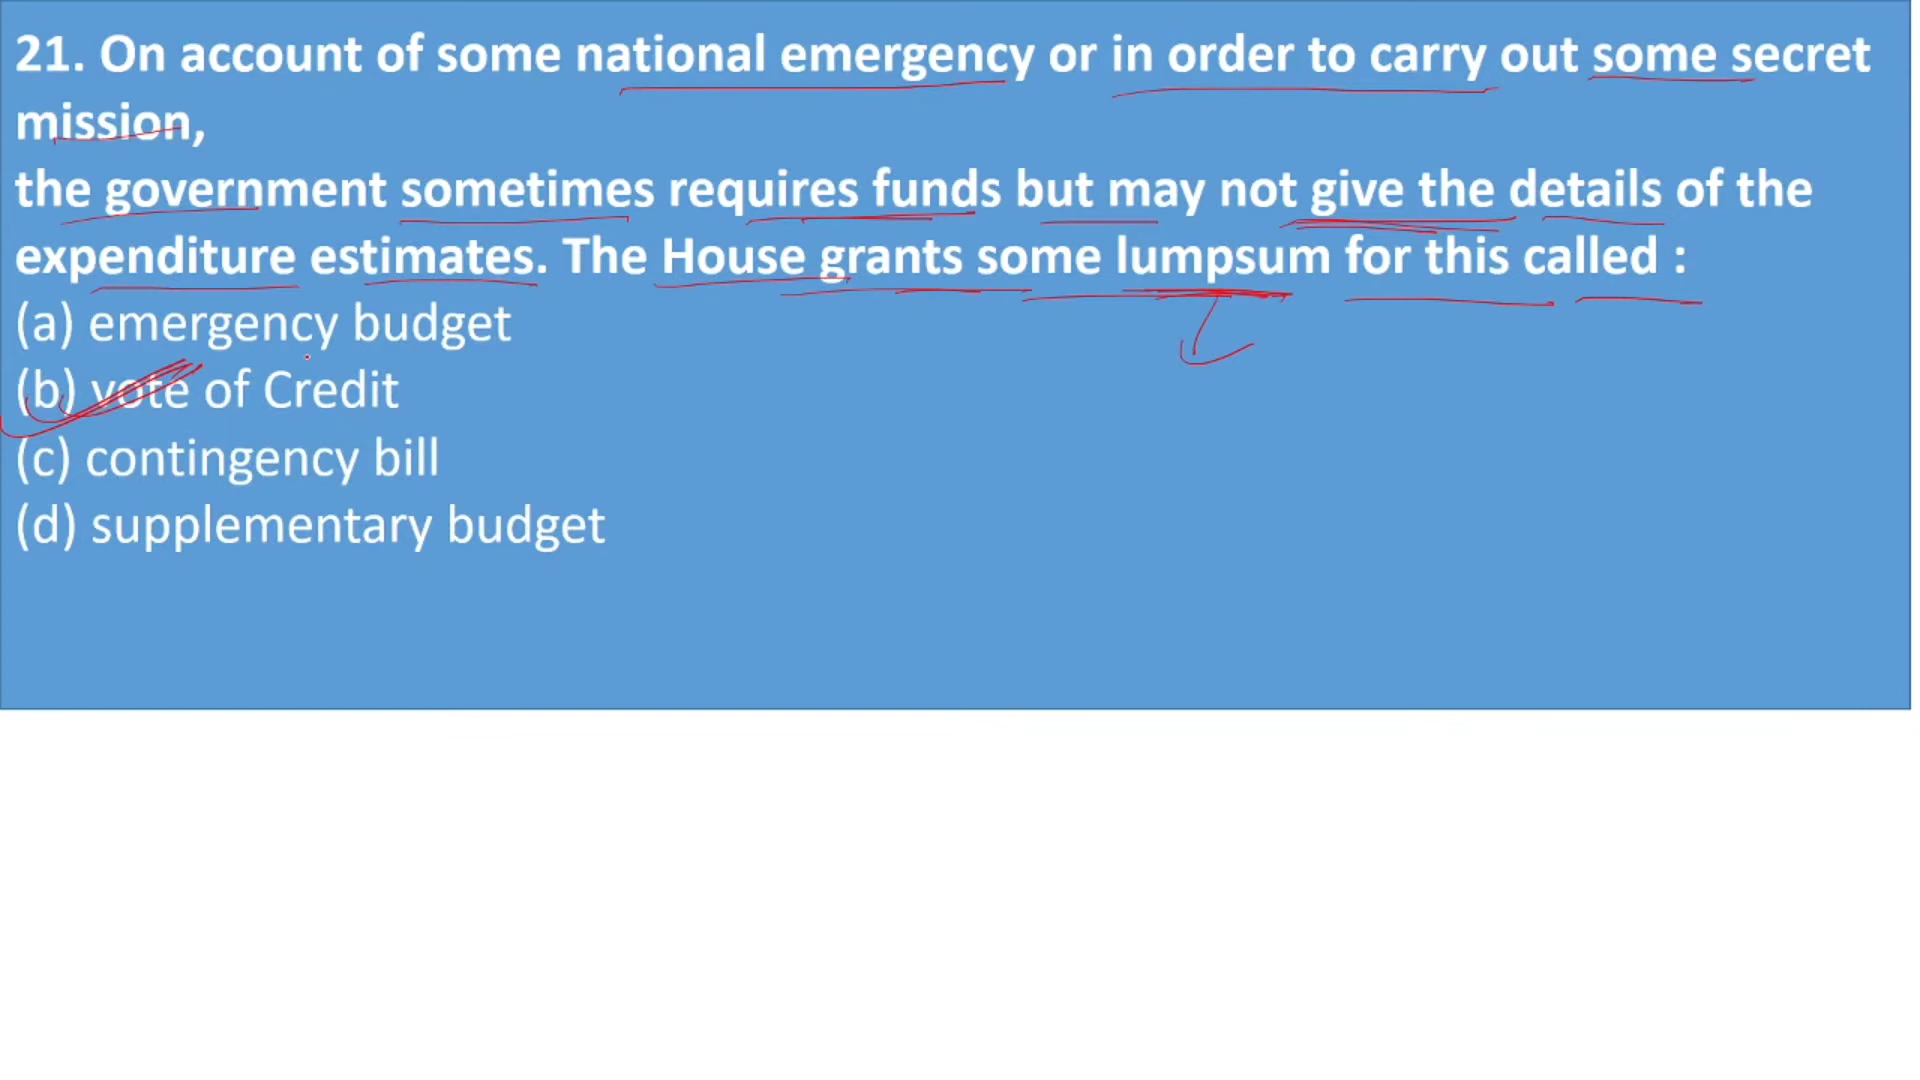 21. On account of some national emergency or in order to carry out some secret
mission,
the government sometimes requires funds but may not give the details of the
expenditure estimates. The House grants some lumpsum for this called :
(a) emergency budget
(b) vote of Credit
(c) contingency bill
(d) supplementary budget